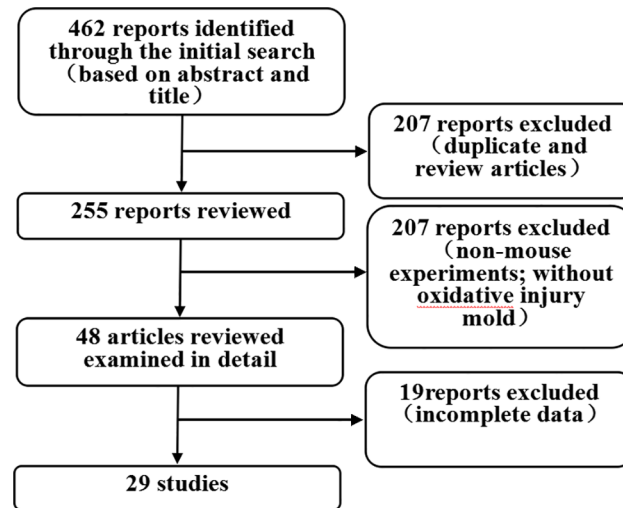 462 reports identified
through the initial search
（based on abstract and
title）
207 reports excluded
（duplicate and
review articles）
255 reports reviewed
207 reports excluded
（non-mouse
experiments; without
oxidative injury
mold）
48 articles reviewed
examined in detail
19reports excluded
（incomplete data）
29 studies